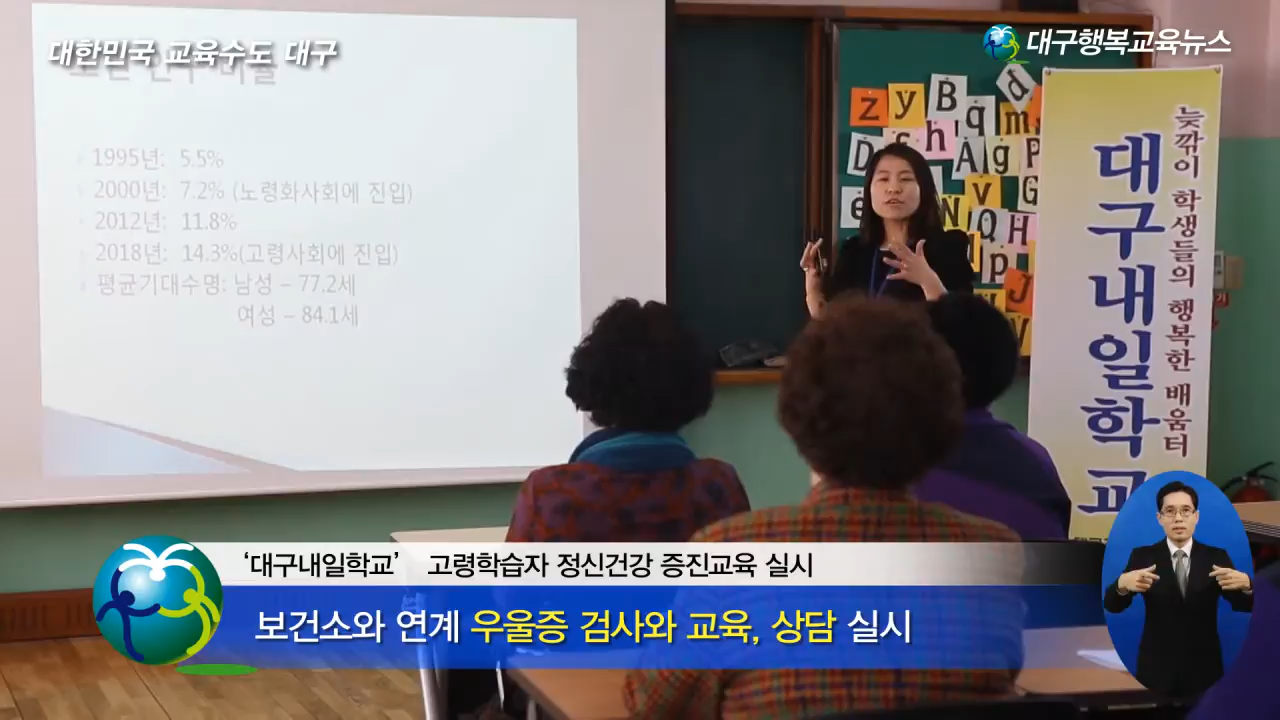 대한민국 교육수도 대구
대구행복교육뉴스
노인 인구 비율
1995년: 5.5%
2000년: 7.2% (노령화사회에 진입)
2012년: 11.8%
2018년: 14.3%(고령사회에 진입)
평균기대수명: 남성 – 77.2세
여성 – 84.1세
z y B d
q m
f h
D A g P
e N v G
Q H
p
J
늦깎이 학생들의 행복한 배움터
대구내일학교
‘대구내일학교’ 고령학습자 정신건강 증진교육 실시
보건소와 연계 우울증 검사와 교육, 상담 실시